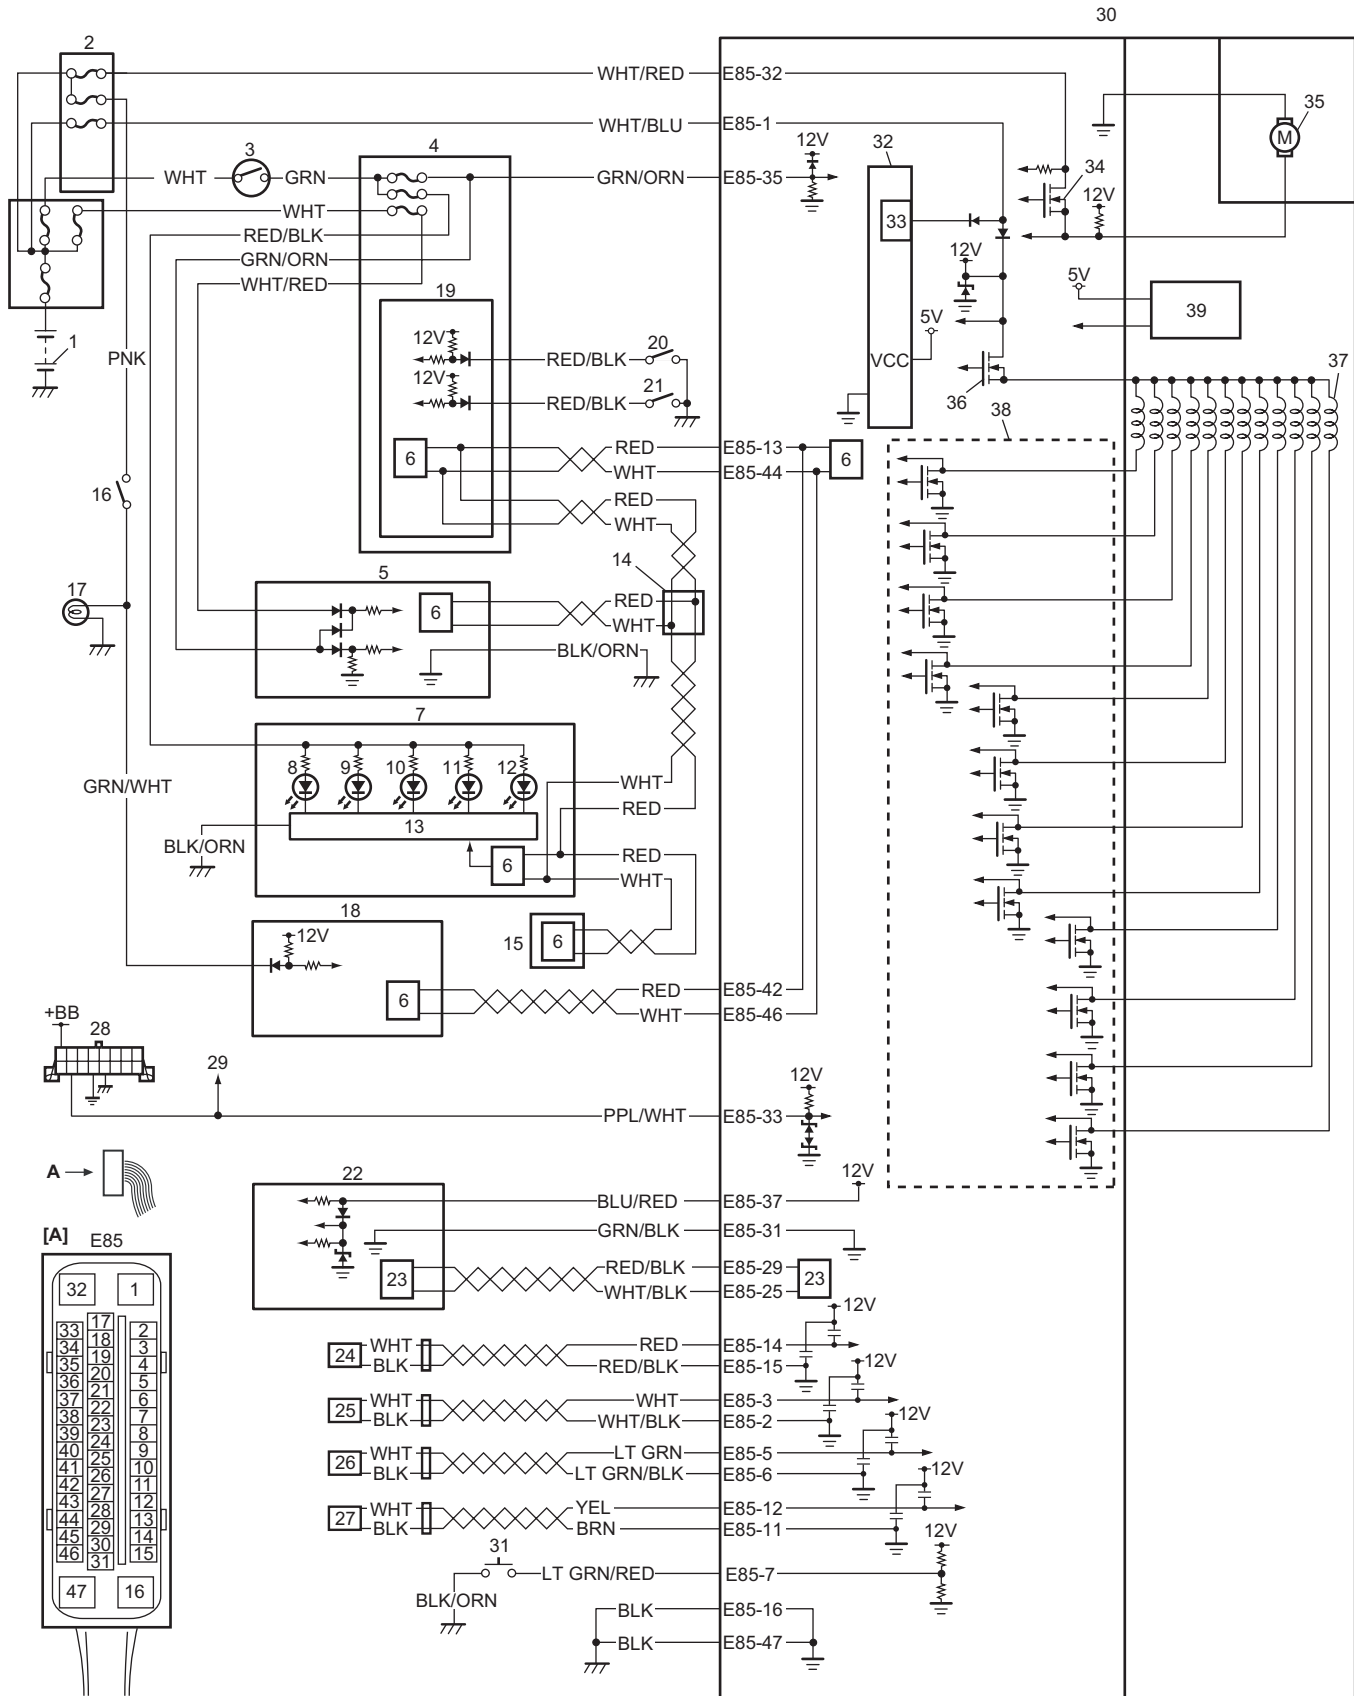 30
2
WHT/RED E85-32
35
WHT/BLU E85-1
12V 32
3 4
M
WHT GRN GRN/ORN E85-35
34
12V
WHT
33
RED/BLK
12V
GRN/ORN
5V
WHT/RED
19
39
5V
12V
1
PNK
RED/BLK 20
VCC
37
12V
21
RED/BLK
36 38
RED E85-13
6 6
WHT E85-44
16
RED
WHT
14
17
5
6 RED
WHT
BLK/ORN
7
8 9 10 11 12
WHT
GRN/WHT
RED
13
BLK/ORN
RED
6
WHT
18
12V
15 6
RED E85-42
6
WHT E85-46
+BB
28
29
12V
PPL/WHT E85-33
A
22
12V
BLU/RED E85-37
[A] E85
GRN/BLK E85-31
RED/BLK E85-29
23 23
WHT/BLK E85-25
32 1
12V
17
33 2
18
34 3
19
35 4
20
36 5
21
37 6
22
38 7
23
39 8
24
40 9
25
41 10
26
42 11
27
43 12
28
44 13
29
45 14
30
46 15
31
47 16
24 WHT RED E85-14
BLK RED/BLK E85-15
12V
25 WHT WHT E85-3
BLK WHT/BLK E85-2
12V
26 WHT LT GRN E85-5
BLK LT GRN/BLK E85-6
12V
27 WHT YEL E85-12
BLK BRN E85-11
12V
31
LT GRN/RED E85-7
BLK/ORN
BLK E85-16
BLK E85-47